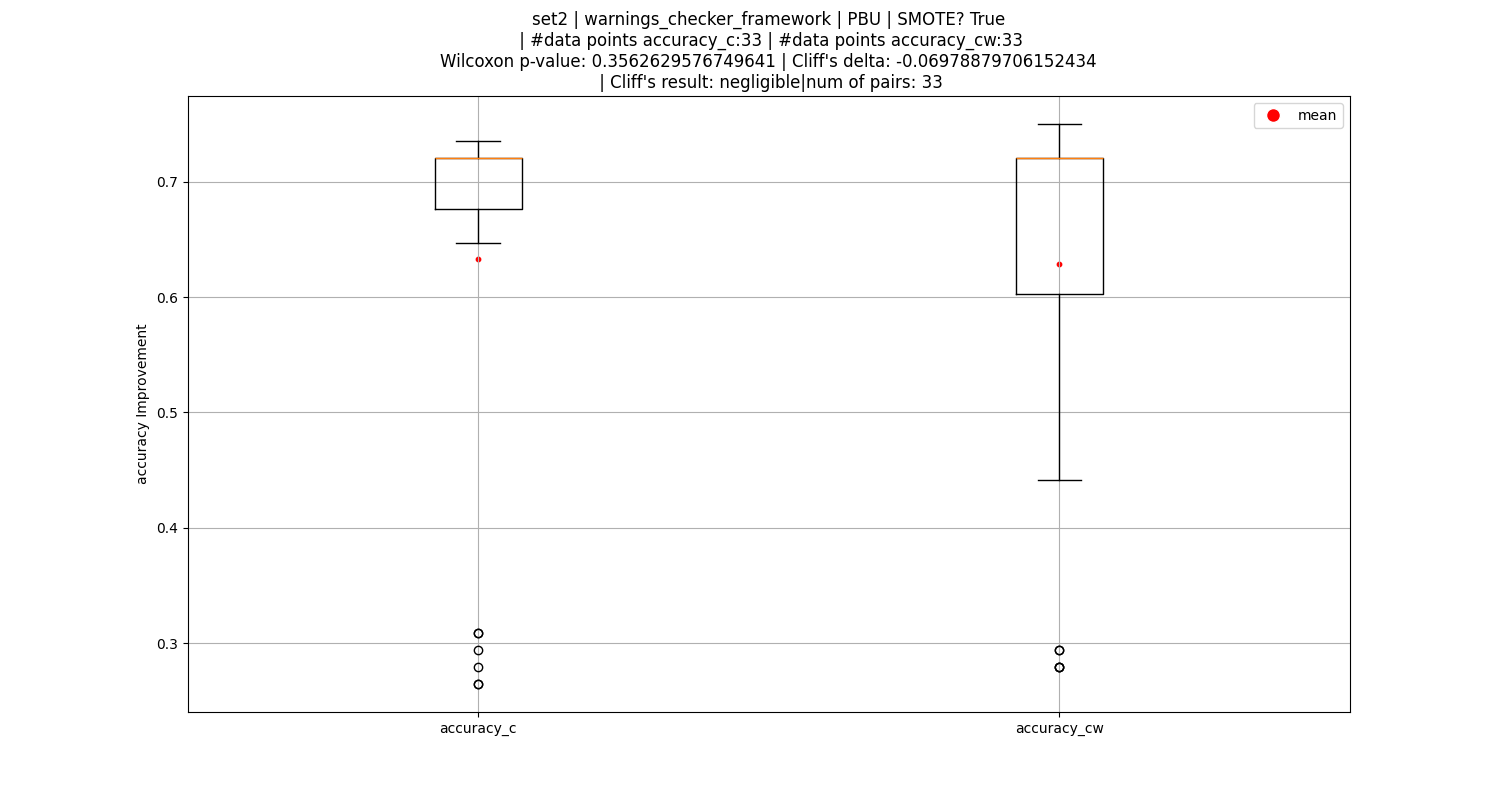 set2 | warnings_checker_framework | PBU | SMOTE? True
| #data points accuracy_c:33 | #data points accuracy_cw:33
Wilcoxon p-value: 0.3562629576749641 | Cliff's delta: -0.06978879706152434
| Cliff's result: negligible|num of pairs: 33
mean
0.7
0.6
0.5
0.4
0.3
accuracy Improvement
accuracy_c
accuracy_cw